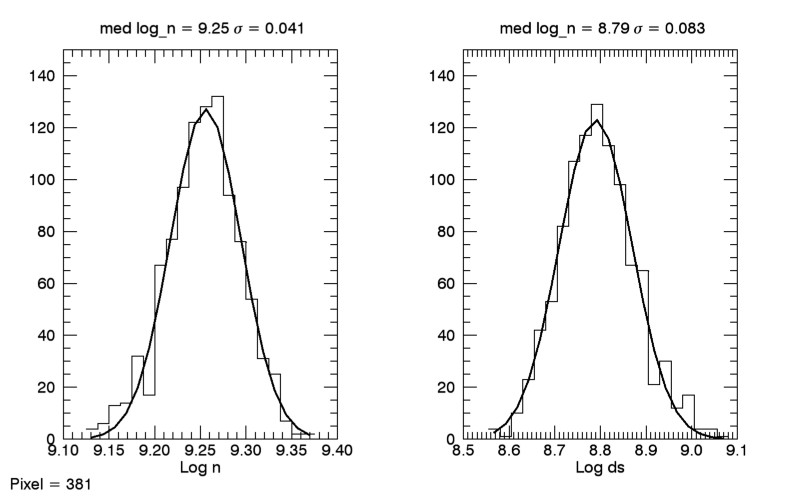 med log_n = 9.25 σ = 0.041
med log_n = 8.79 σ = 0.083
140
120
100
80
60
40
20
0
9.10 9.15 9.20 9.25 9.30 9.35 9.40
Log n
140
120
100
80
60
40
20
0
8.5 8.6 8.7 8.8 8.9 9.0 9.1
Log ds
Pixel = 381